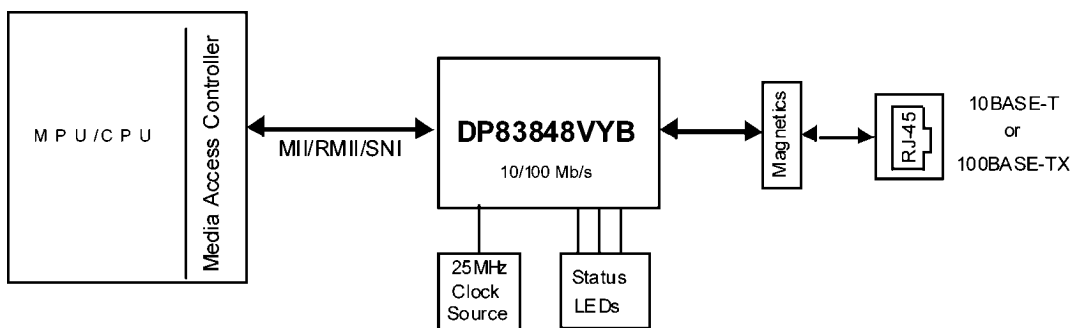 MPU/CPU
Media Access Controller
MII/RMII/SNI
DP83848VYB
10/100 Mb/s
25MHz
Clock
Source
Status
LEDs
Magnetics
RJ-45
10BASE-T
or
100BASE-TX